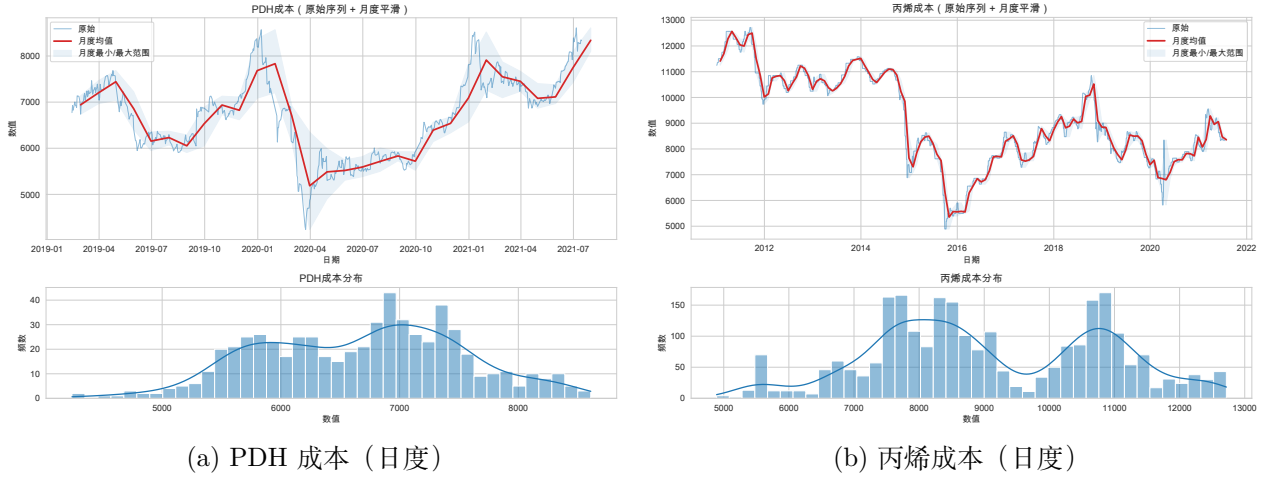 PDH成本（原始序列 + 月度平滑）
原始
月度均值
月度最小/最大范围
数值
8000
7000
6000
5000
2019-01 2019-04 2019-07 2019-10 2020-01 2020-04 2020-07 2020-10 2021-01 2021-04 2021-07
日期
PDH成本分布
频数
40
30
20
10
0
5000 6000 7000 8000
数值
(a) PDH 成本（日度）
丙烯成本（原始序列 + 月度平滑）
原始
月度均值
月度最小/最大范围
数值
13000
12000
11000
10000
9000
8000
7000
6000
5000
2012 2014 2016 2018 2020 2022
日期
丙烯成本分布
频数
150
100
50
0
5000 6000 7000 8000 9000 10000 11000 12000 13000
数值
(b) 丙烯成本（日度）